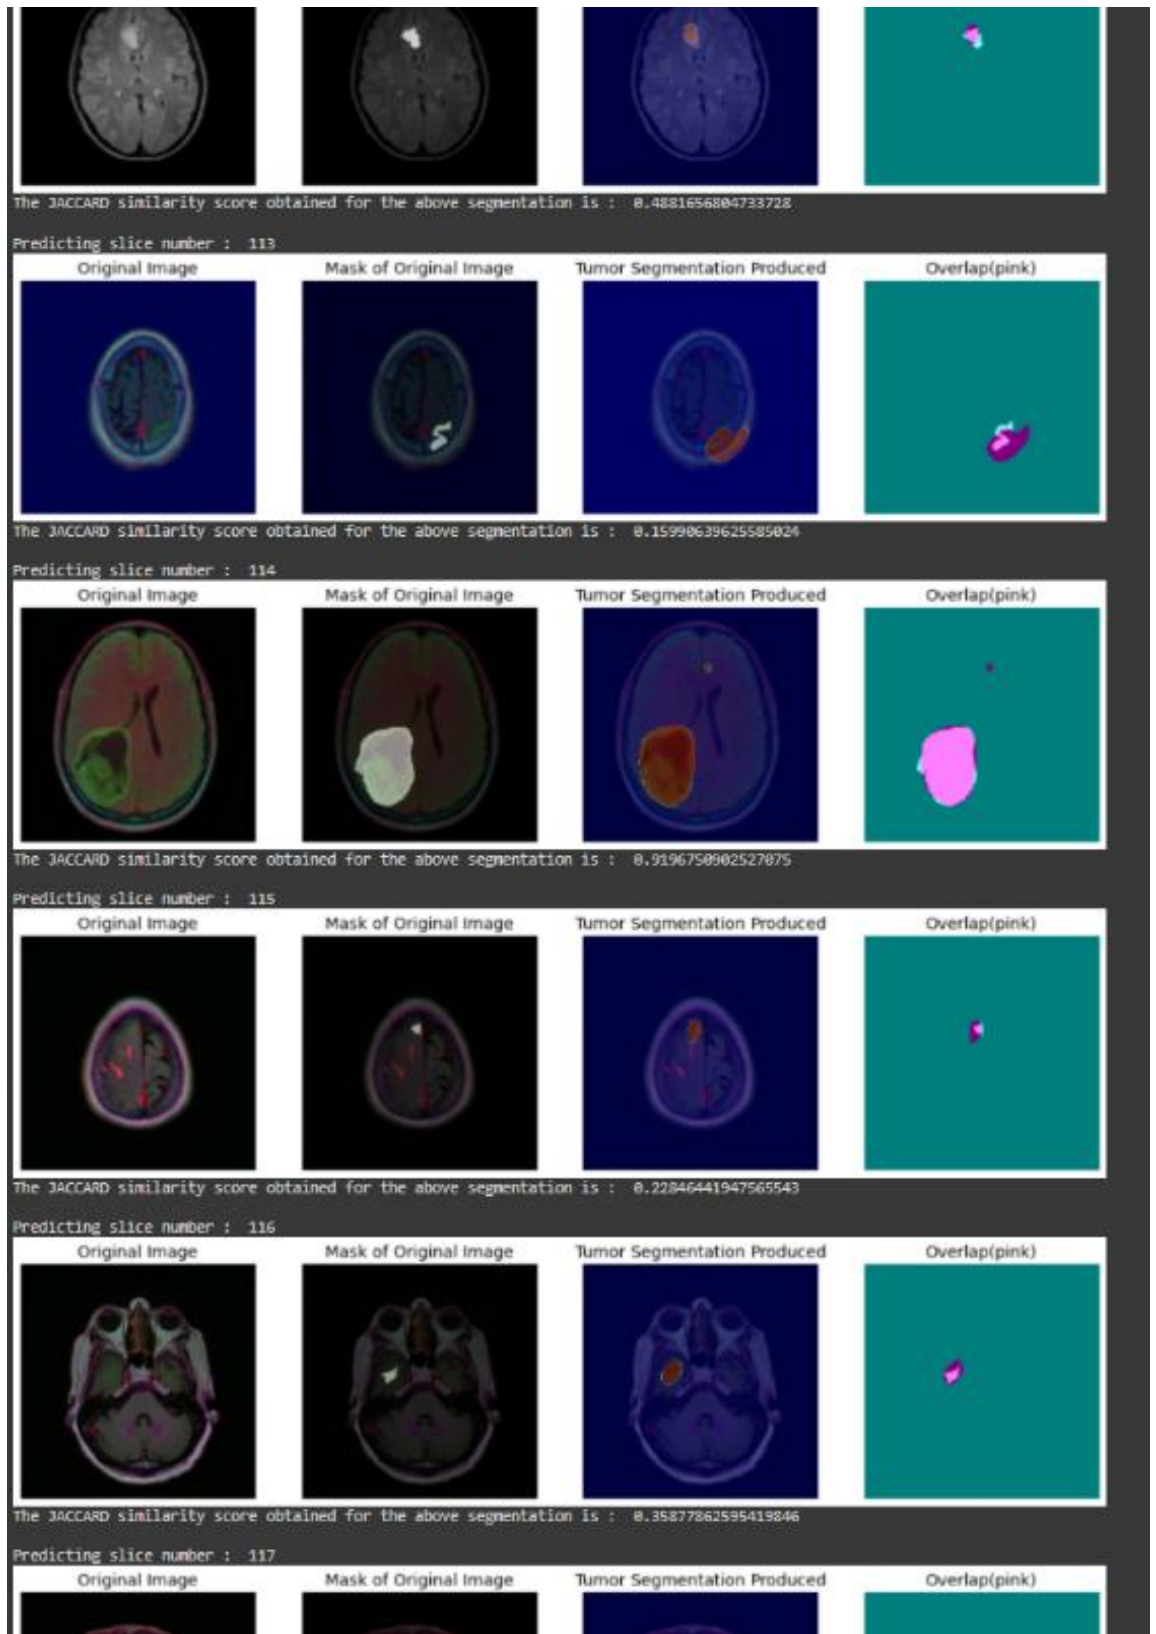 The JACCARD similarity score obtained for the above segmentation is :  0.4881656804733728
Predicting slice number :  113
Original Image Mask of Original Image Tumor Segmentation Produced Overlap(pink)
The JACCARD similarity score obtained for the above segmentation is :  0.15990639625585024
Predicting slice number :  114
Original Image Mask of Original Image Tumor Segmentation Produced Overlap(pink)
The JACCARD similarity score obtained for the above segmentation is :  0.9196750902527075
Predicting slice number :  115
Original Image Mask of Original Image Tumor Segmentation Produced Overlap(pink)
The JACCARD similarity score obtained for the above segmentation is :  0.22846441947565543
Predicting slice number :  116
Original Image Mask of Original Image Tumor Segmentation Produced Overlap(pink)
The JACCARD similarity score obtained for the above segmentation is :  0.35877862595419846
Predicting slice number :  117
Original Image Mask of Original Image Tumor Segmentation Produced Overlap(pink)